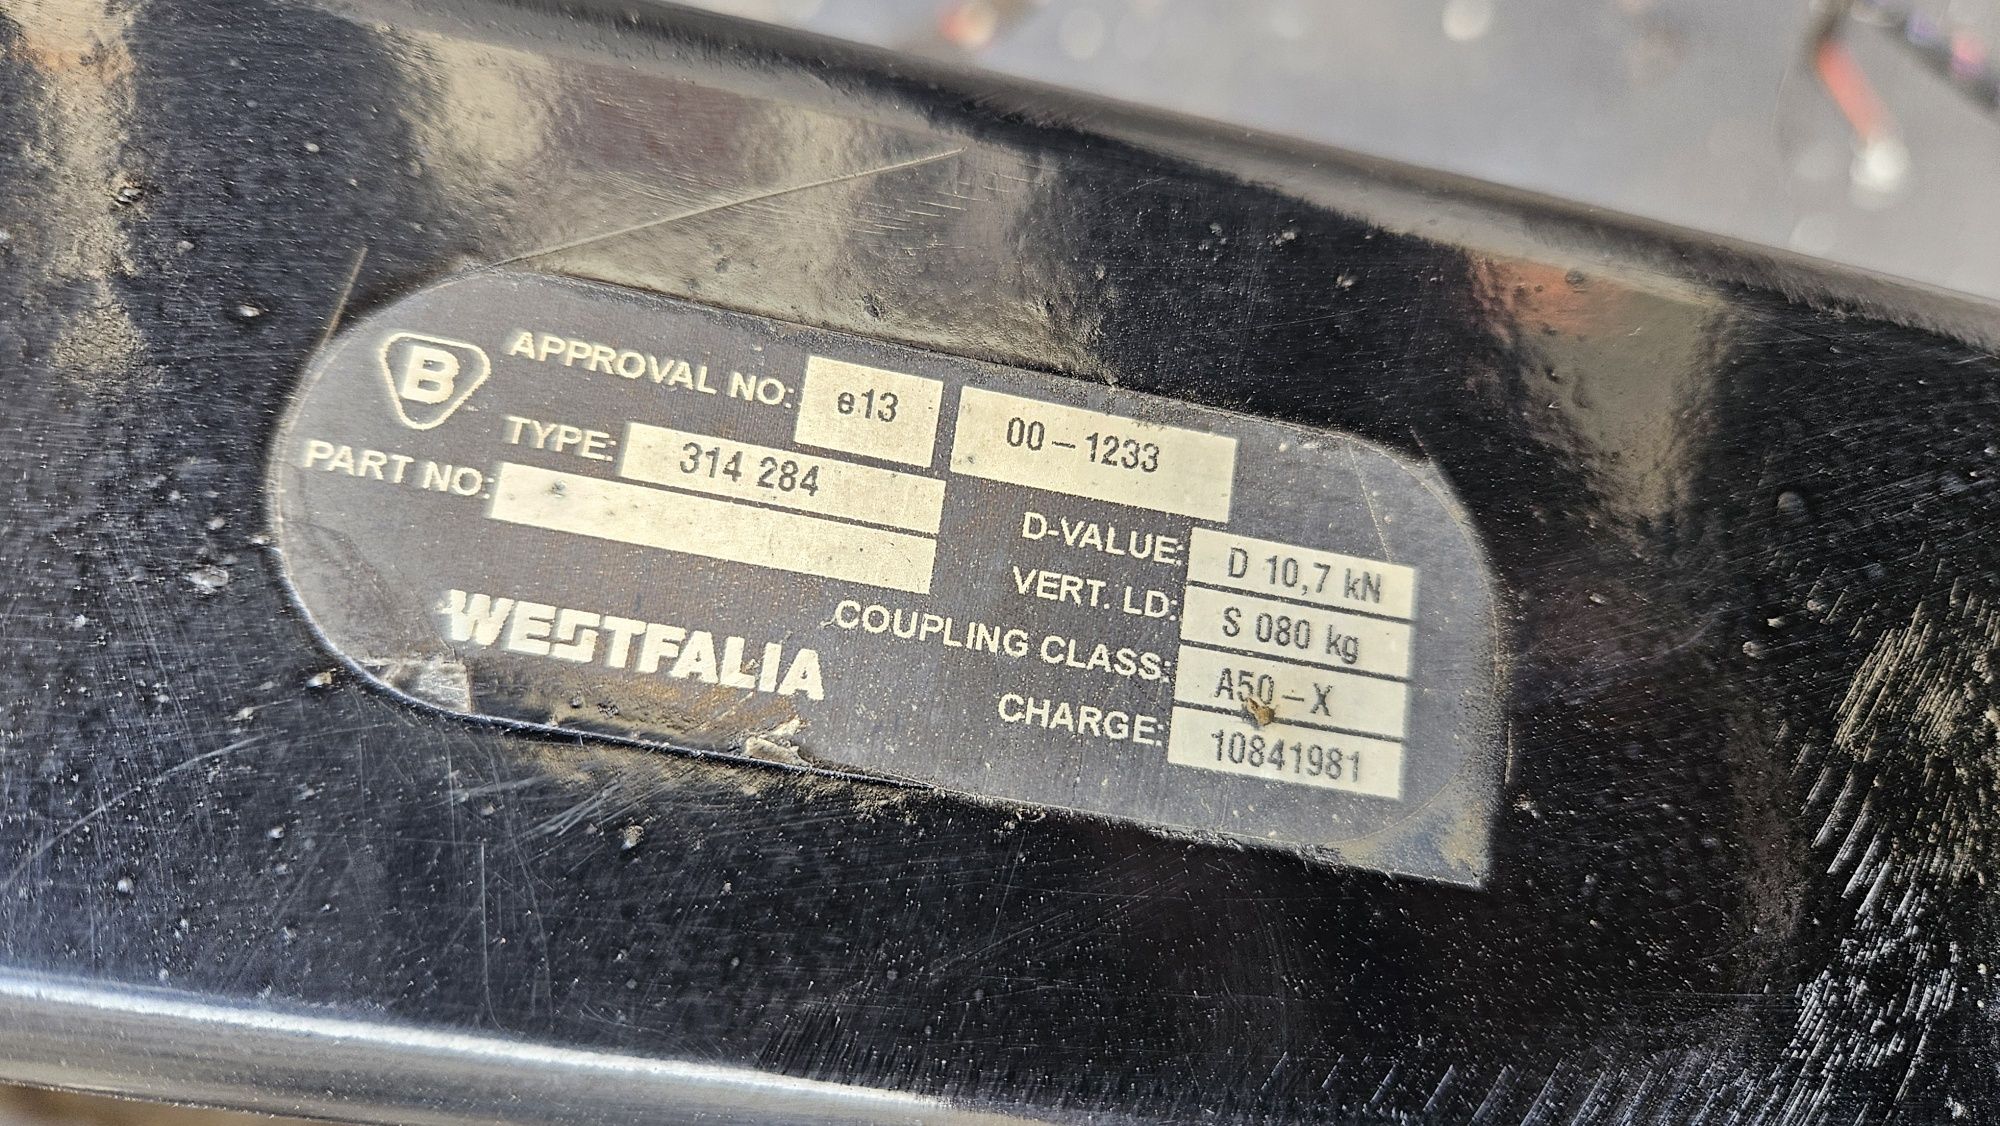 B
APPROVAL NO: e13 00-1233
TYPE: 314 284
PART NO:
D-VALUE: D 10,7 kN
VERT. LD: S 080 kg
COUPLING CLASS: A50-X
CHARGE: 10841981
WESTFALIA